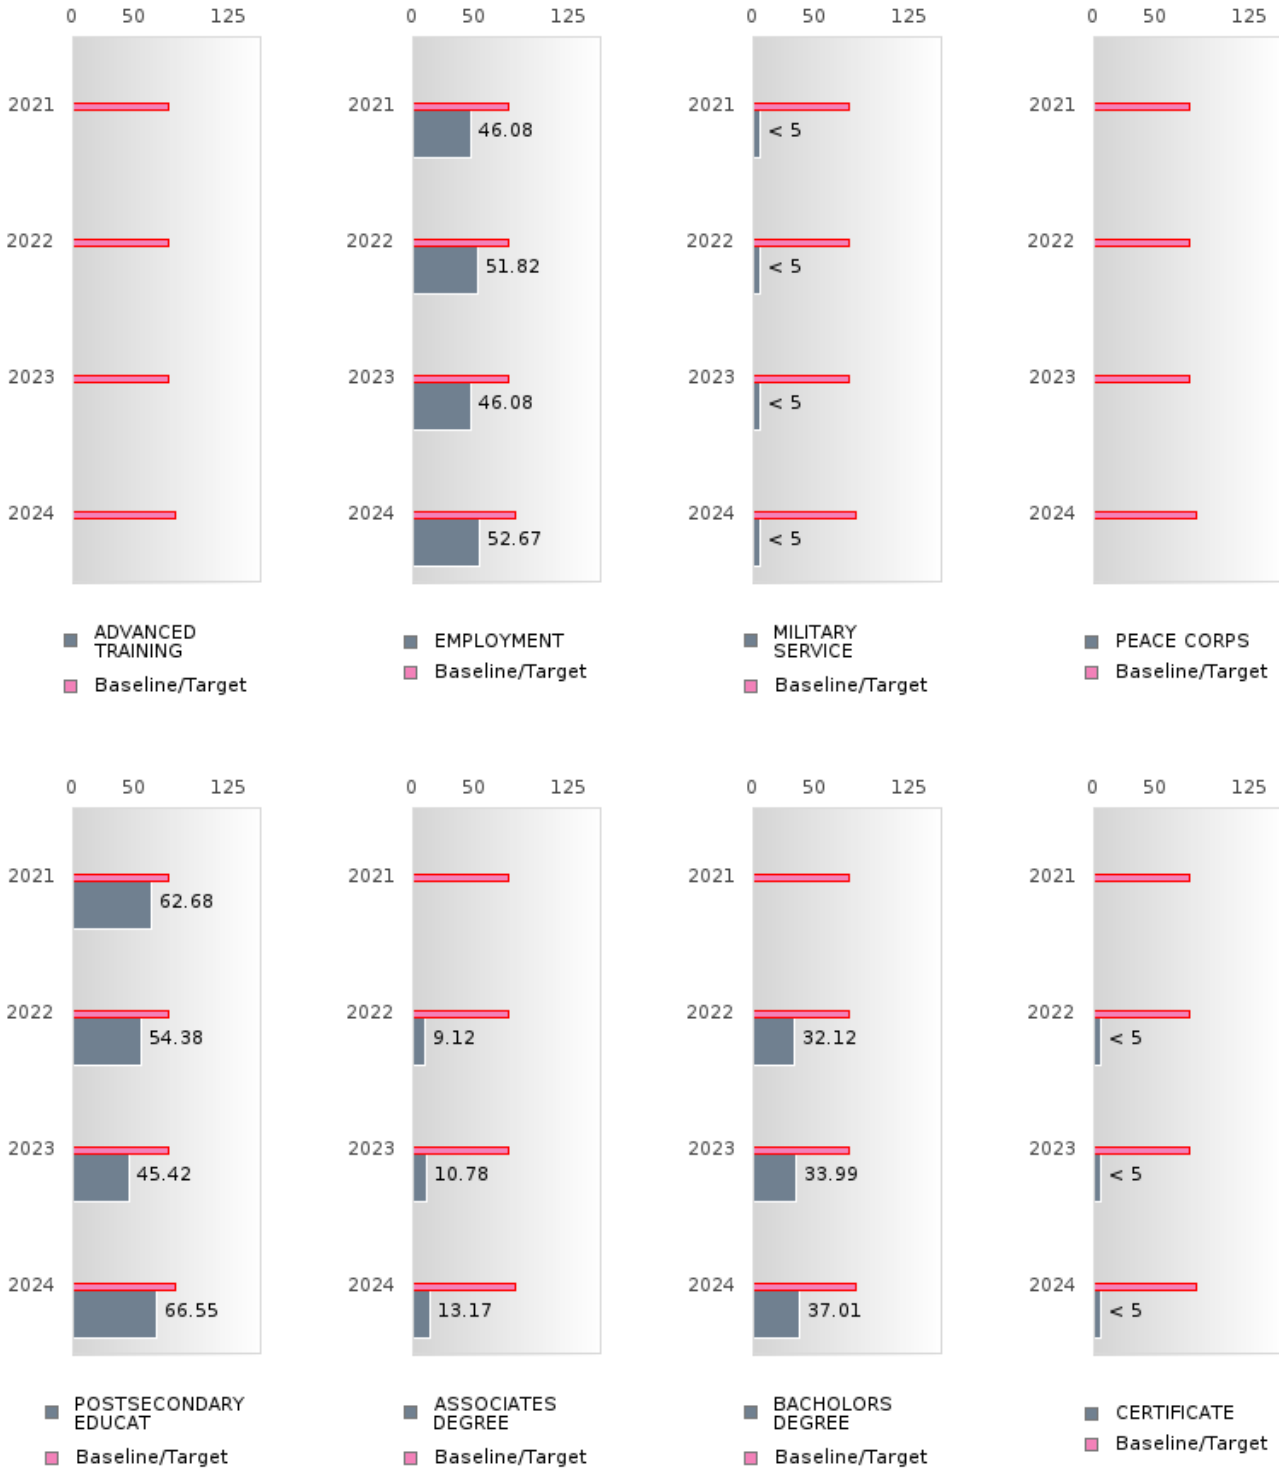 0 50 125 0 50 125 0 50 125 0 50 125
2021 2021 2021 2021
46.08 < 5
2022 2022 2022 2022
51.82 < 5
2023 2023 2023 2023
46.08 < 5
2024 2024 2024 2024
52.67 < 5
ADVANCED
TRAINING
Baseline/Target
EMPLOYMENT
Baseline/Target
MILITARY
SERVICE
Baseline/Target
PEACE CORPS
Baseline/Target
0 50 125 0 50 125 0 50 125 0 50 125
2021 2021 2021 2021
62.68
2022 2022 2022 2022
54.38 9.12 32.12 < 5
2023 2023 2023 2023
45.42 10.78 33.99 < 5
2024 2024 2024 2024
66.55 13.17 37.01 < 5
POSTSECONDARY
EDUCAT
Baseline/Target
ASSOCIATES
DEGREE
Baseline/Target
BACHOLORS
DEGREE
Baseline/Target
CERTIFICATE
Baseline/Target